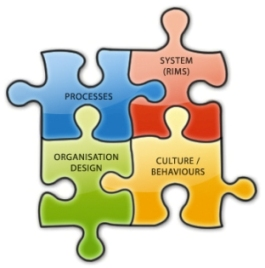 SYSTEM
(RIMS)
PROCESSES
ORGANISATION
DESIGN
CULTURE /
BEHAVIOURS